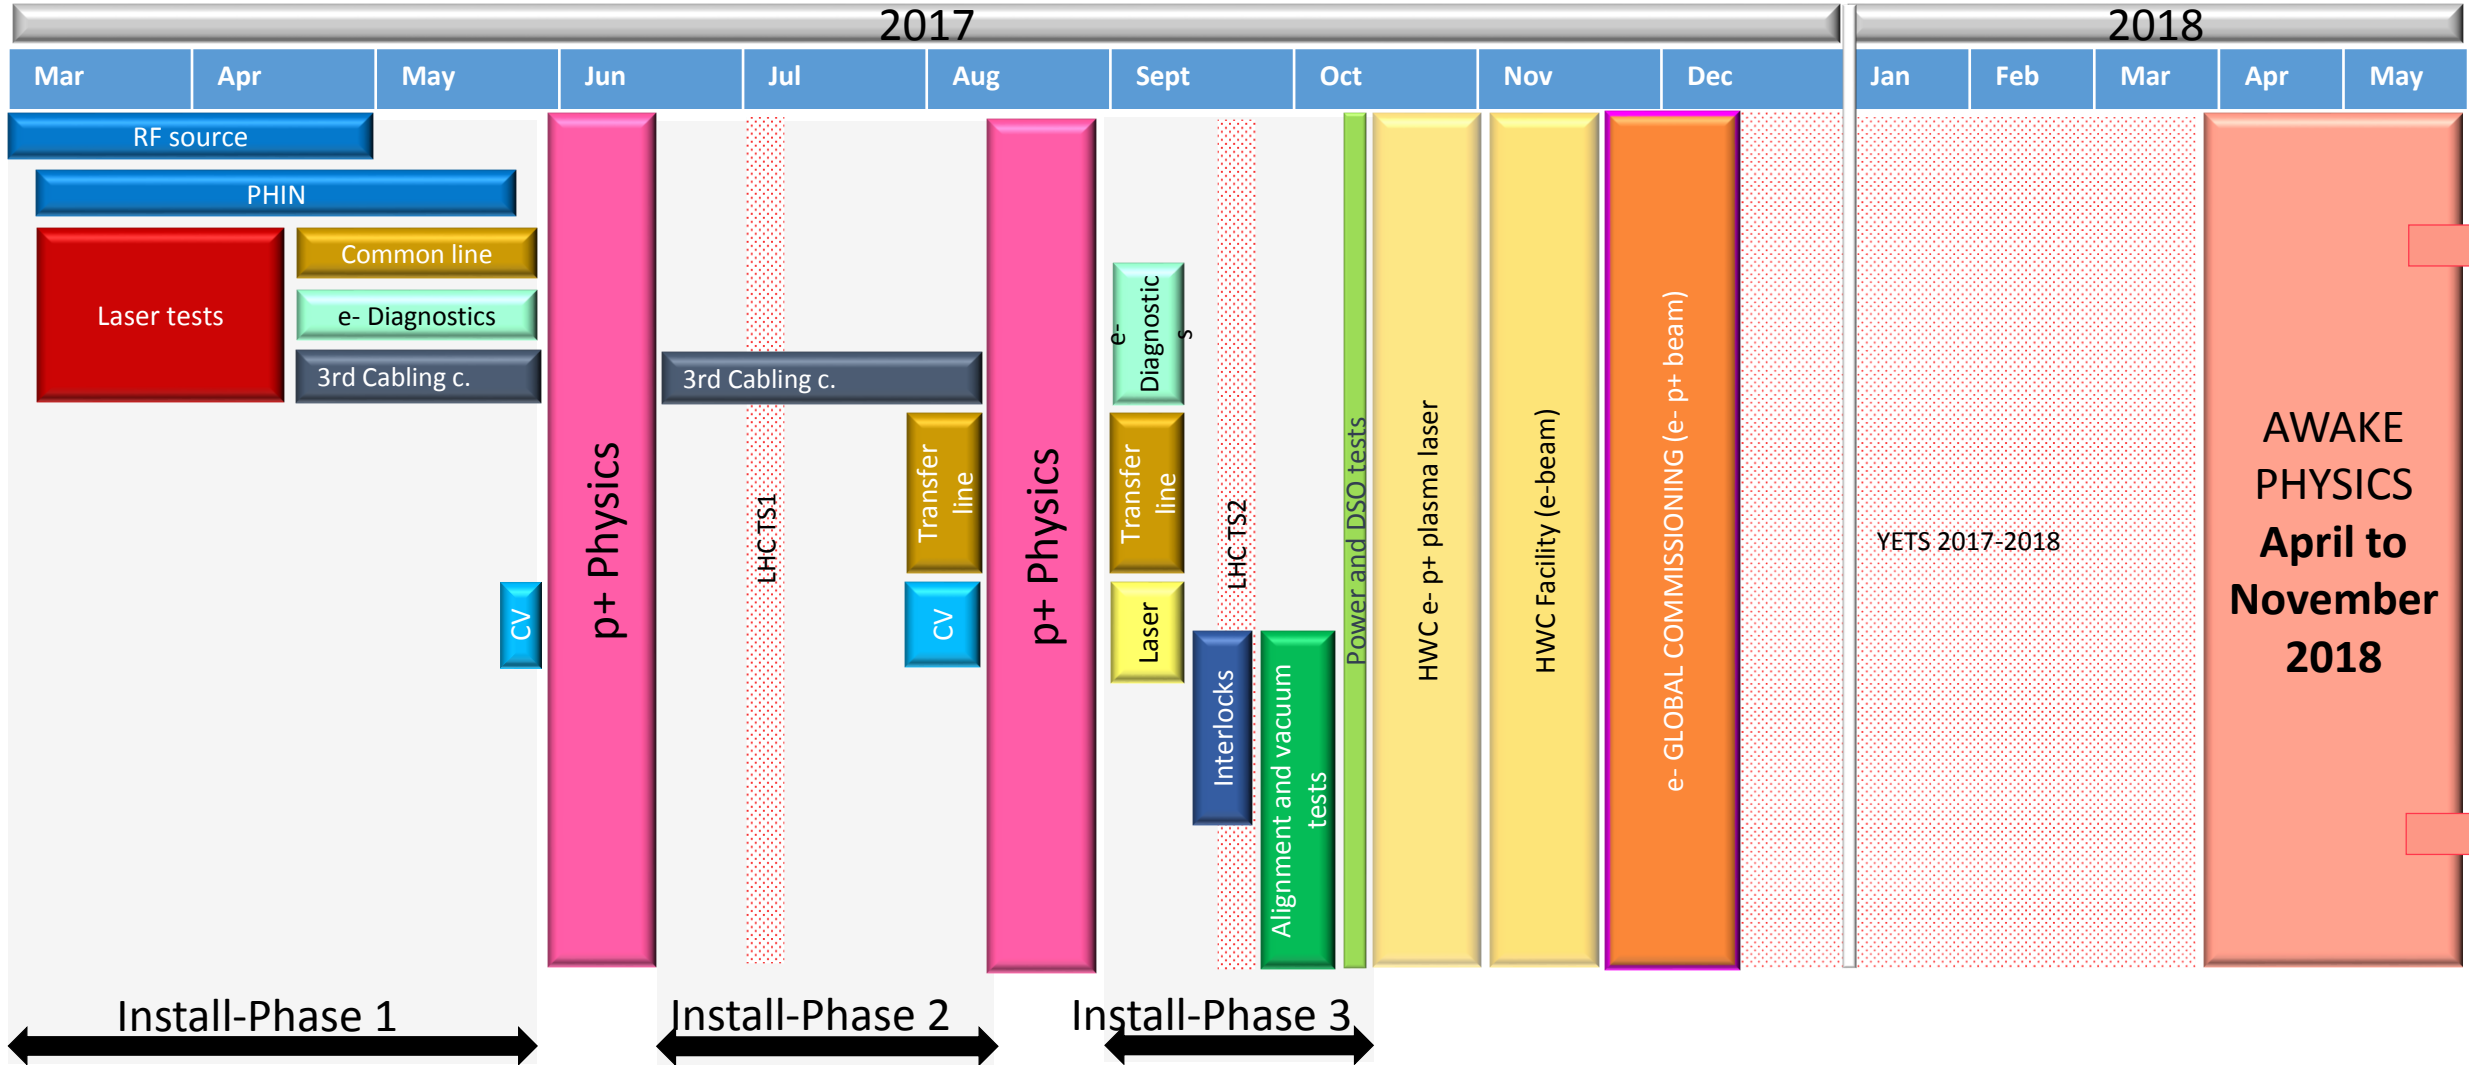 2017
2018
Mar
Apr
May
Jun
Jul
Aug
Sept
Oct
Nov
Dec
Jan
Feb
Mar
Apr
May
RF source
PHIN
Laser tests
Common line
e- Diagnostics
3rd Cabling c.
CV
p+ Physics
3rd Cabling c.
LHC TS1
Transfer
line
CV
p+ Physics
e-
Diagnostic
s
Transfer
line
Laser
LHC TS2
Interlocks
Alignment and vacuum
tests
Power and DSO tests
HWC e- p+ plasma laser
HWC Facility (e-beam)
e- GLOBAL COMMISSIONING (e- p+ beam)
YETS 2017-2018
AWAKE
PHYSICS
April to
November
2018
Install-Phase 1
Install-Phase 2
Install-Phase 3